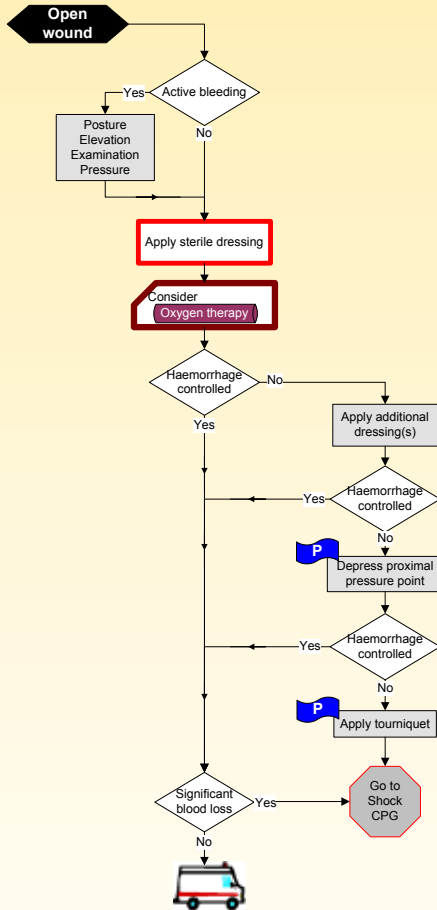 Open
wound
Active bleeding
Yes
No
Posture
Elevation
Examination
Pressure
Apply sterile dressing
Consider
Oxygen therapy
Haemorrhage
controlled
No
Yes
Apply additional
dressing(s)
Haemorrhage
controlled
Yes
No
P
Depress proximal
pressure point
Haemorrhage
controlled
Yes
No
P
Apply tourniquet
Significant
blood loss
Yes
Go to
Shock
CPG
No